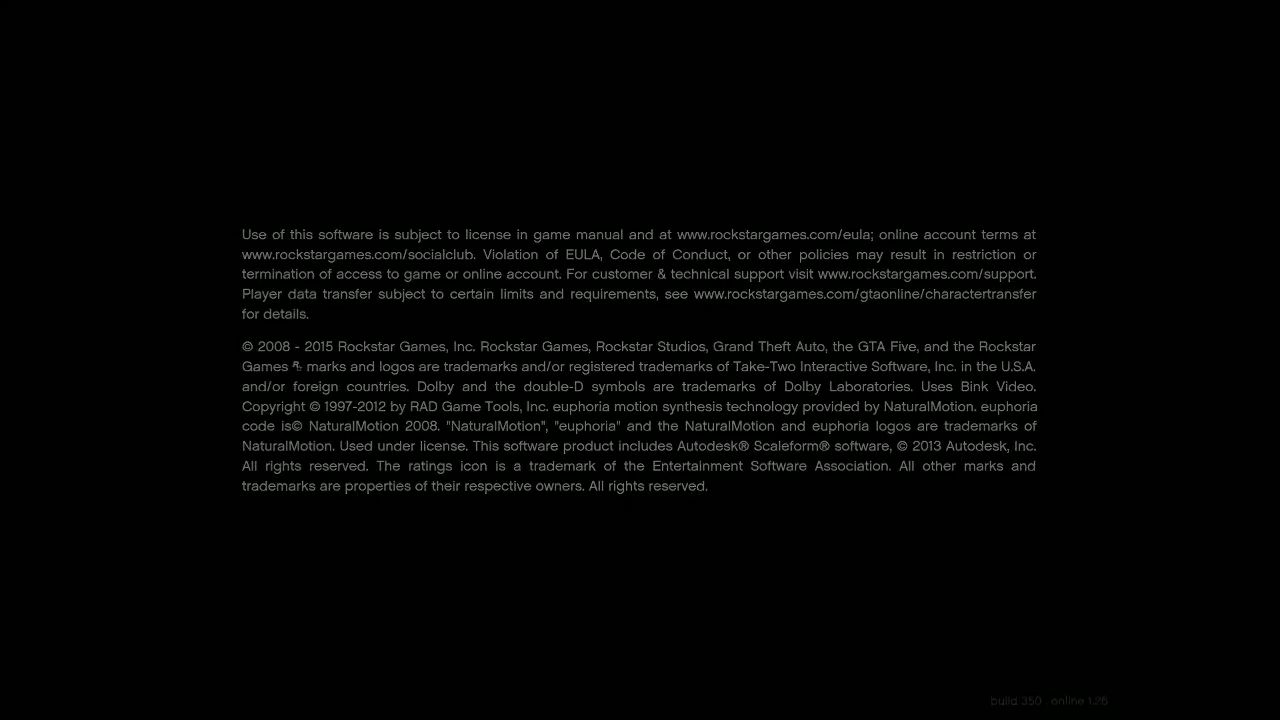 Use of this software is subject to license in game manual and at www.rockstargames.com/eula; online account terms at
www.rockstargames.com/socialclub. Violation of EULA, Code of Conduct, or other policies may result in restriction or
termination of access to game or online account. For customer & technical support visit www.rockstargames.com/support.
Player data transfer subject to certain limits and requirements, see www.rockstargames.com/gtaonline/charactertransfer
for details.
© 2008 - 2015 Rockstar Games, Inc. Rockstar Games, Rockstar Studios, Grand Theft Auto, the GTA Five, and the Rockstar
Games R* marks and logos are trademarks and/or registered trademarks of Take-Two Interactive Software, Inc. in the U.S.A.
and/or foreign countries. Dolby and the double-D symbols are trademarks of Dolby Laboratories. Uses Bink Video.
Copyright © 1997-2012 by RAD Game Tools, Inc. euphoria motion synthesis technology provided by NaturalMotion. euphoria
code is© NaturalMotion 2008. "NaturalMotion", "euphoria" and the NaturalMotion and euphoria logos are trademarks of
NaturalMotion. Used under license. This software product includes Autodesk® Scaleform® software, © 2013 Autodesk, Inc.
All rights reserved. The ratings icon is a trademark of the Entertainment Software Association. All other marks and
trademarks are properties of their respective owners. All rights reserved.
build 350 . online 1.26